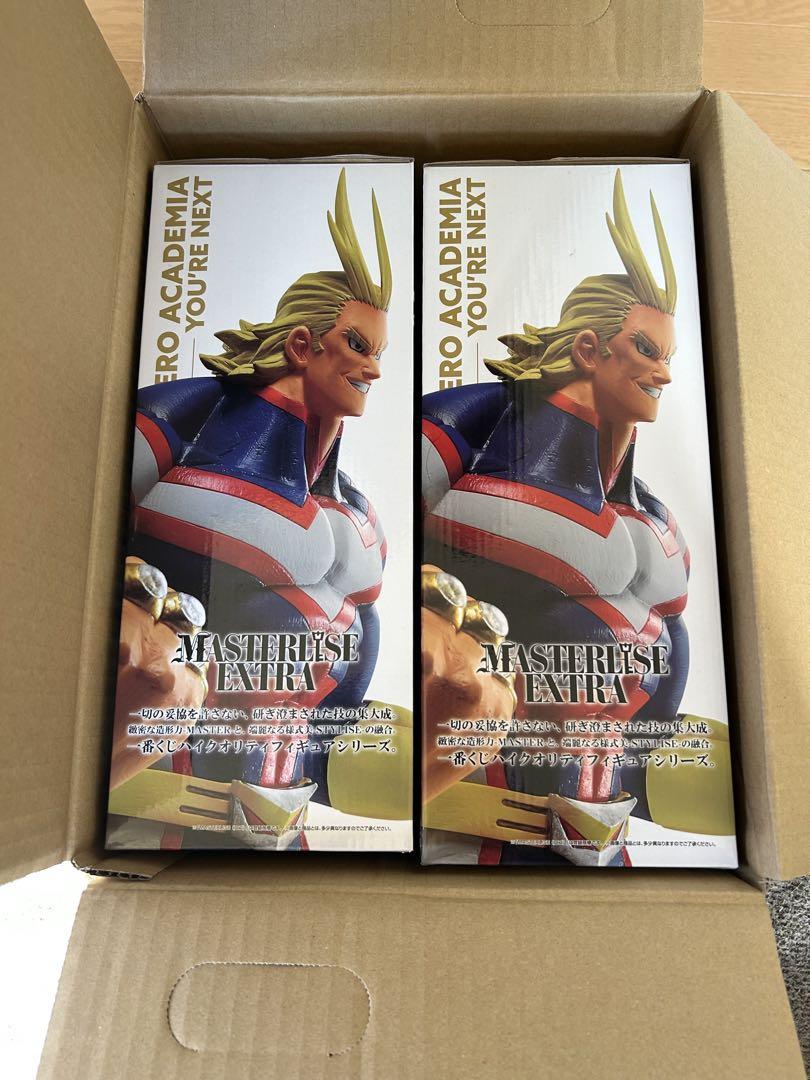 ERO ACADEMIA
YOU'RE NEXT
MASTERLISE
EXTRA
一切の妥協を許さない、研ぎ澄まされた技の集大成。
緻密な造形力-MASTER-と、端麗なる様式美-STYLISE-の融合。
一番くじハイクオリティフィギュアシリーズ。
ERO ACADEMIA
YOU'RE NEXT
MASTERLISE
EXTRA
一切の妥協を許さない、研ぎ澄まされた技の集大成。
緻密な造形力-MASTER-と、端麗なる様式美-STYLISE-の融合。
一番くじハイクオリティフィギュアシリーズ。